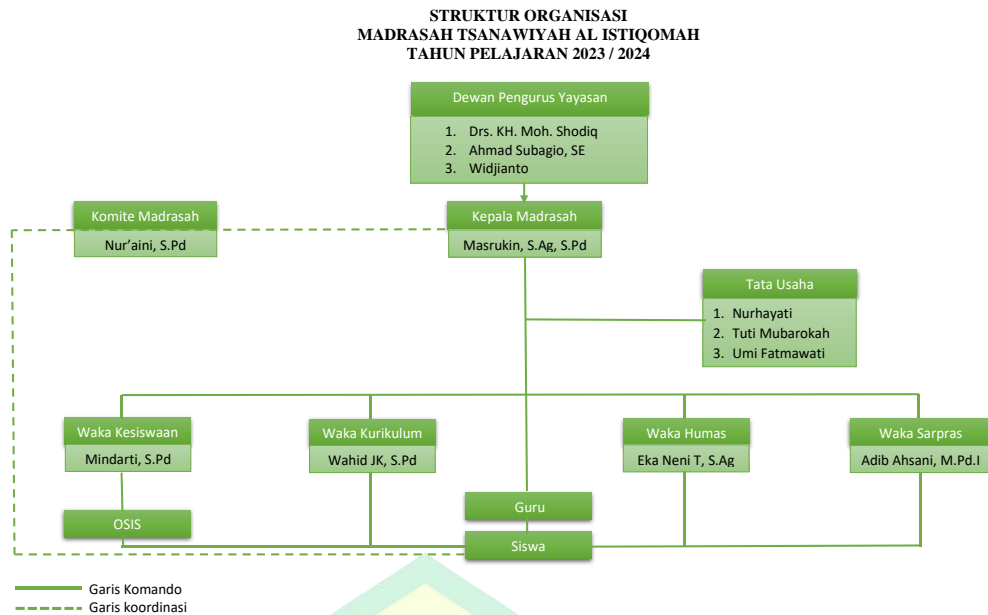 STRUKTUR ORGANISASI
MADRASAH TSANAWIYAH AL ISTIQOMAH
TAHUN PELAJARAN 2023 / 2024
Dewan Pengurus Yayasan
1. Drs. KH. Moh. Shodiq
2. Ahmad Subagio, SE
3. Widjianto
Komite Madrasah
Nur’aini, S.Pd
Kepala Madrasah
Masrukin, S.Ag, S.Pd
Tata Usaha
1. Nurhayati
2. Tuti Mubarokah
3. Umi Fatmawati
Waka Kesiswaan
Mindarti, S.Pd
Waka Kurikulum
Wahid JK, S.Pd
Waka Humas
Eka Neni T, S.Ag
Waka Sarpras
Adib Ahsani, M.Pd.I
Guru
OSIS
Siswa
Garis Komando
Garis koordinasi